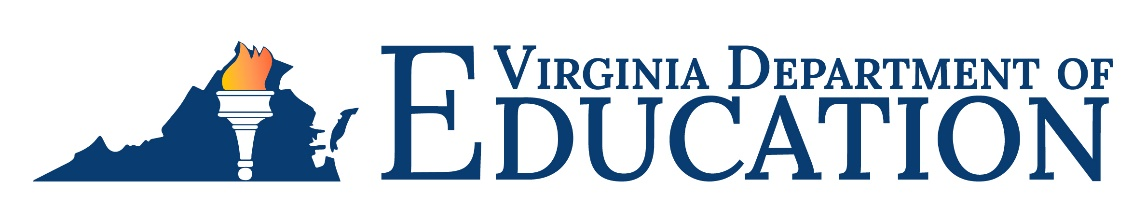 VIRGINIA DEPARTMENT OF
EDUCATION